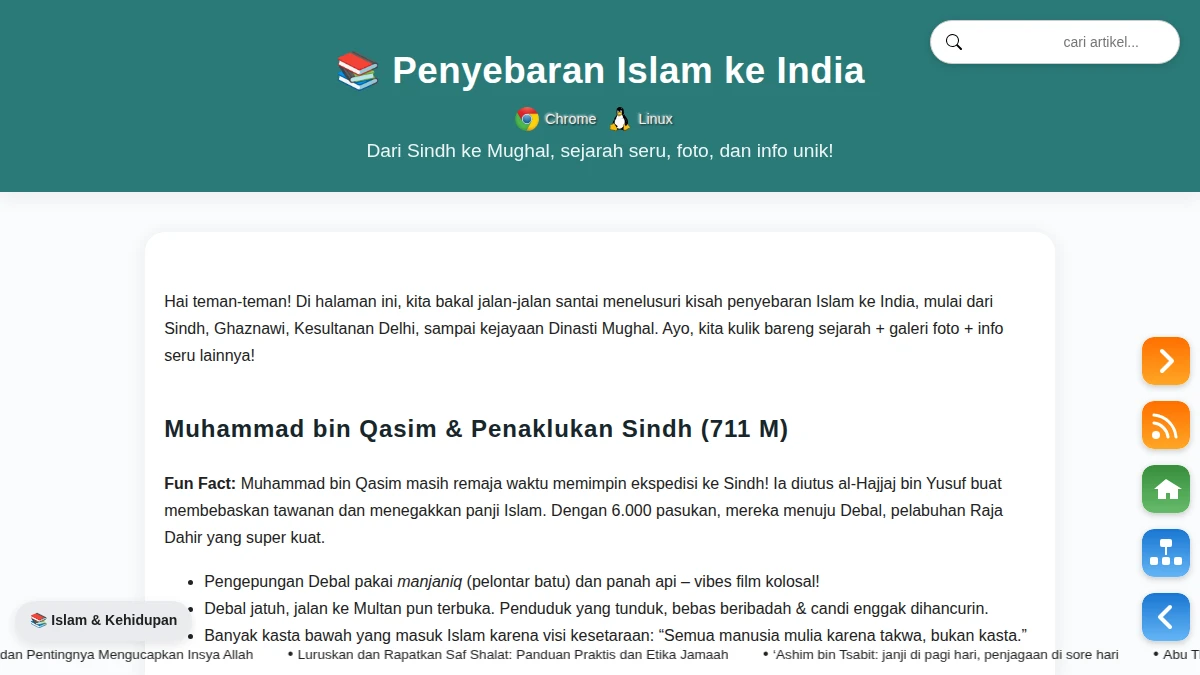 cari artikel...
📚 Penyebaran Islam ke India
Chrome Linux
Dari Sindh ke Mughal, sejarah seru, foto, dan info unik!
Hai teman-teman! Di halaman ini, kita bakal jalan-jalan santai menelusuri kisah penyebaran Islam ke India, mulai dari
Sindh, Ghaznawi, Kesultanan Delhi, sampai kejayaan Dinasti Mughal. Ayo, kita kulik bareng sejarah + galeri foto + info
seru lainnya!
Muhammad bin Qasim & Penaklukan Sindh (711 M)
Fun Fact: Muhammad bin Qasim masih remaja waktu memimpin ekspedisi ke Sindh! Ia diutus al-Hajjaj bin Yusuf buat
membebaskan tawanan dan menegakkan panji Islam. Dengan 6.000 pasukan, mereka menuju Debal, pelabuhan Raja
Dahir yang super kuat.
• Pengepungan Debal pakai manjaniq (pelontar batu) dan panah api – vibes film kolosal!
• Debal jatuh, jalan ke Multan pun terbuka. Penduduk yang tunduk, bebas beribadah & candi enggak dihancurin.
• Banyak kasta bawah yang masuk Islam karena visi kesetaraan: “Semua manusia mulia karena takwa, bukan kasta.”
📚 Islam & Kehidupan
dan Pentingnya Mengucapkan Insya Allah • Luruskan dan Rapatkan Saf Shalat: Panduan Praktis dan Etika Jamaah • ‘Ashim bin Tsabit: janji di pagi hari, penjagaan di sore hari • Abu